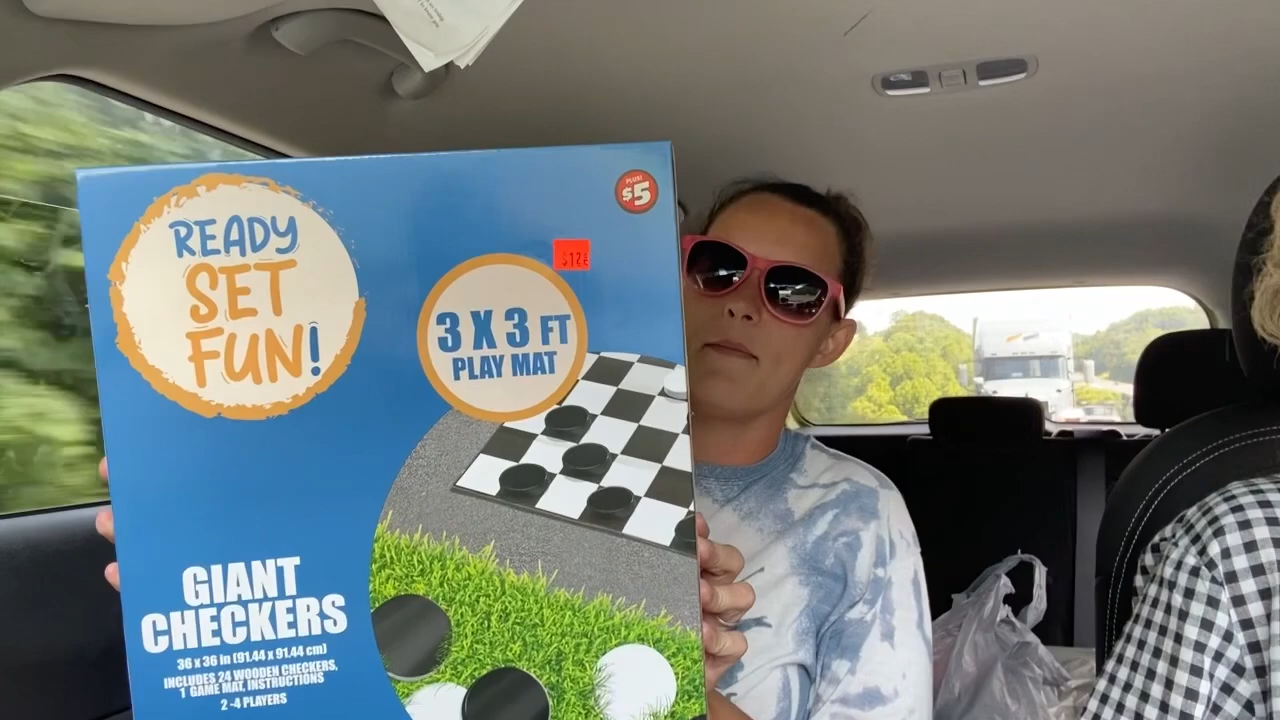 READY
SET
FUN!
PLUS!
$5
3 X 3 FT
PLAY MAT
GIANT
CHECKERS
36 x 36 in (91.44 x 91.44 cm)
INCLUDES 24 WOODEN CHECKERS,
1 GAME MAT, INSTRUCTIONS
2 -4 PLAYERS